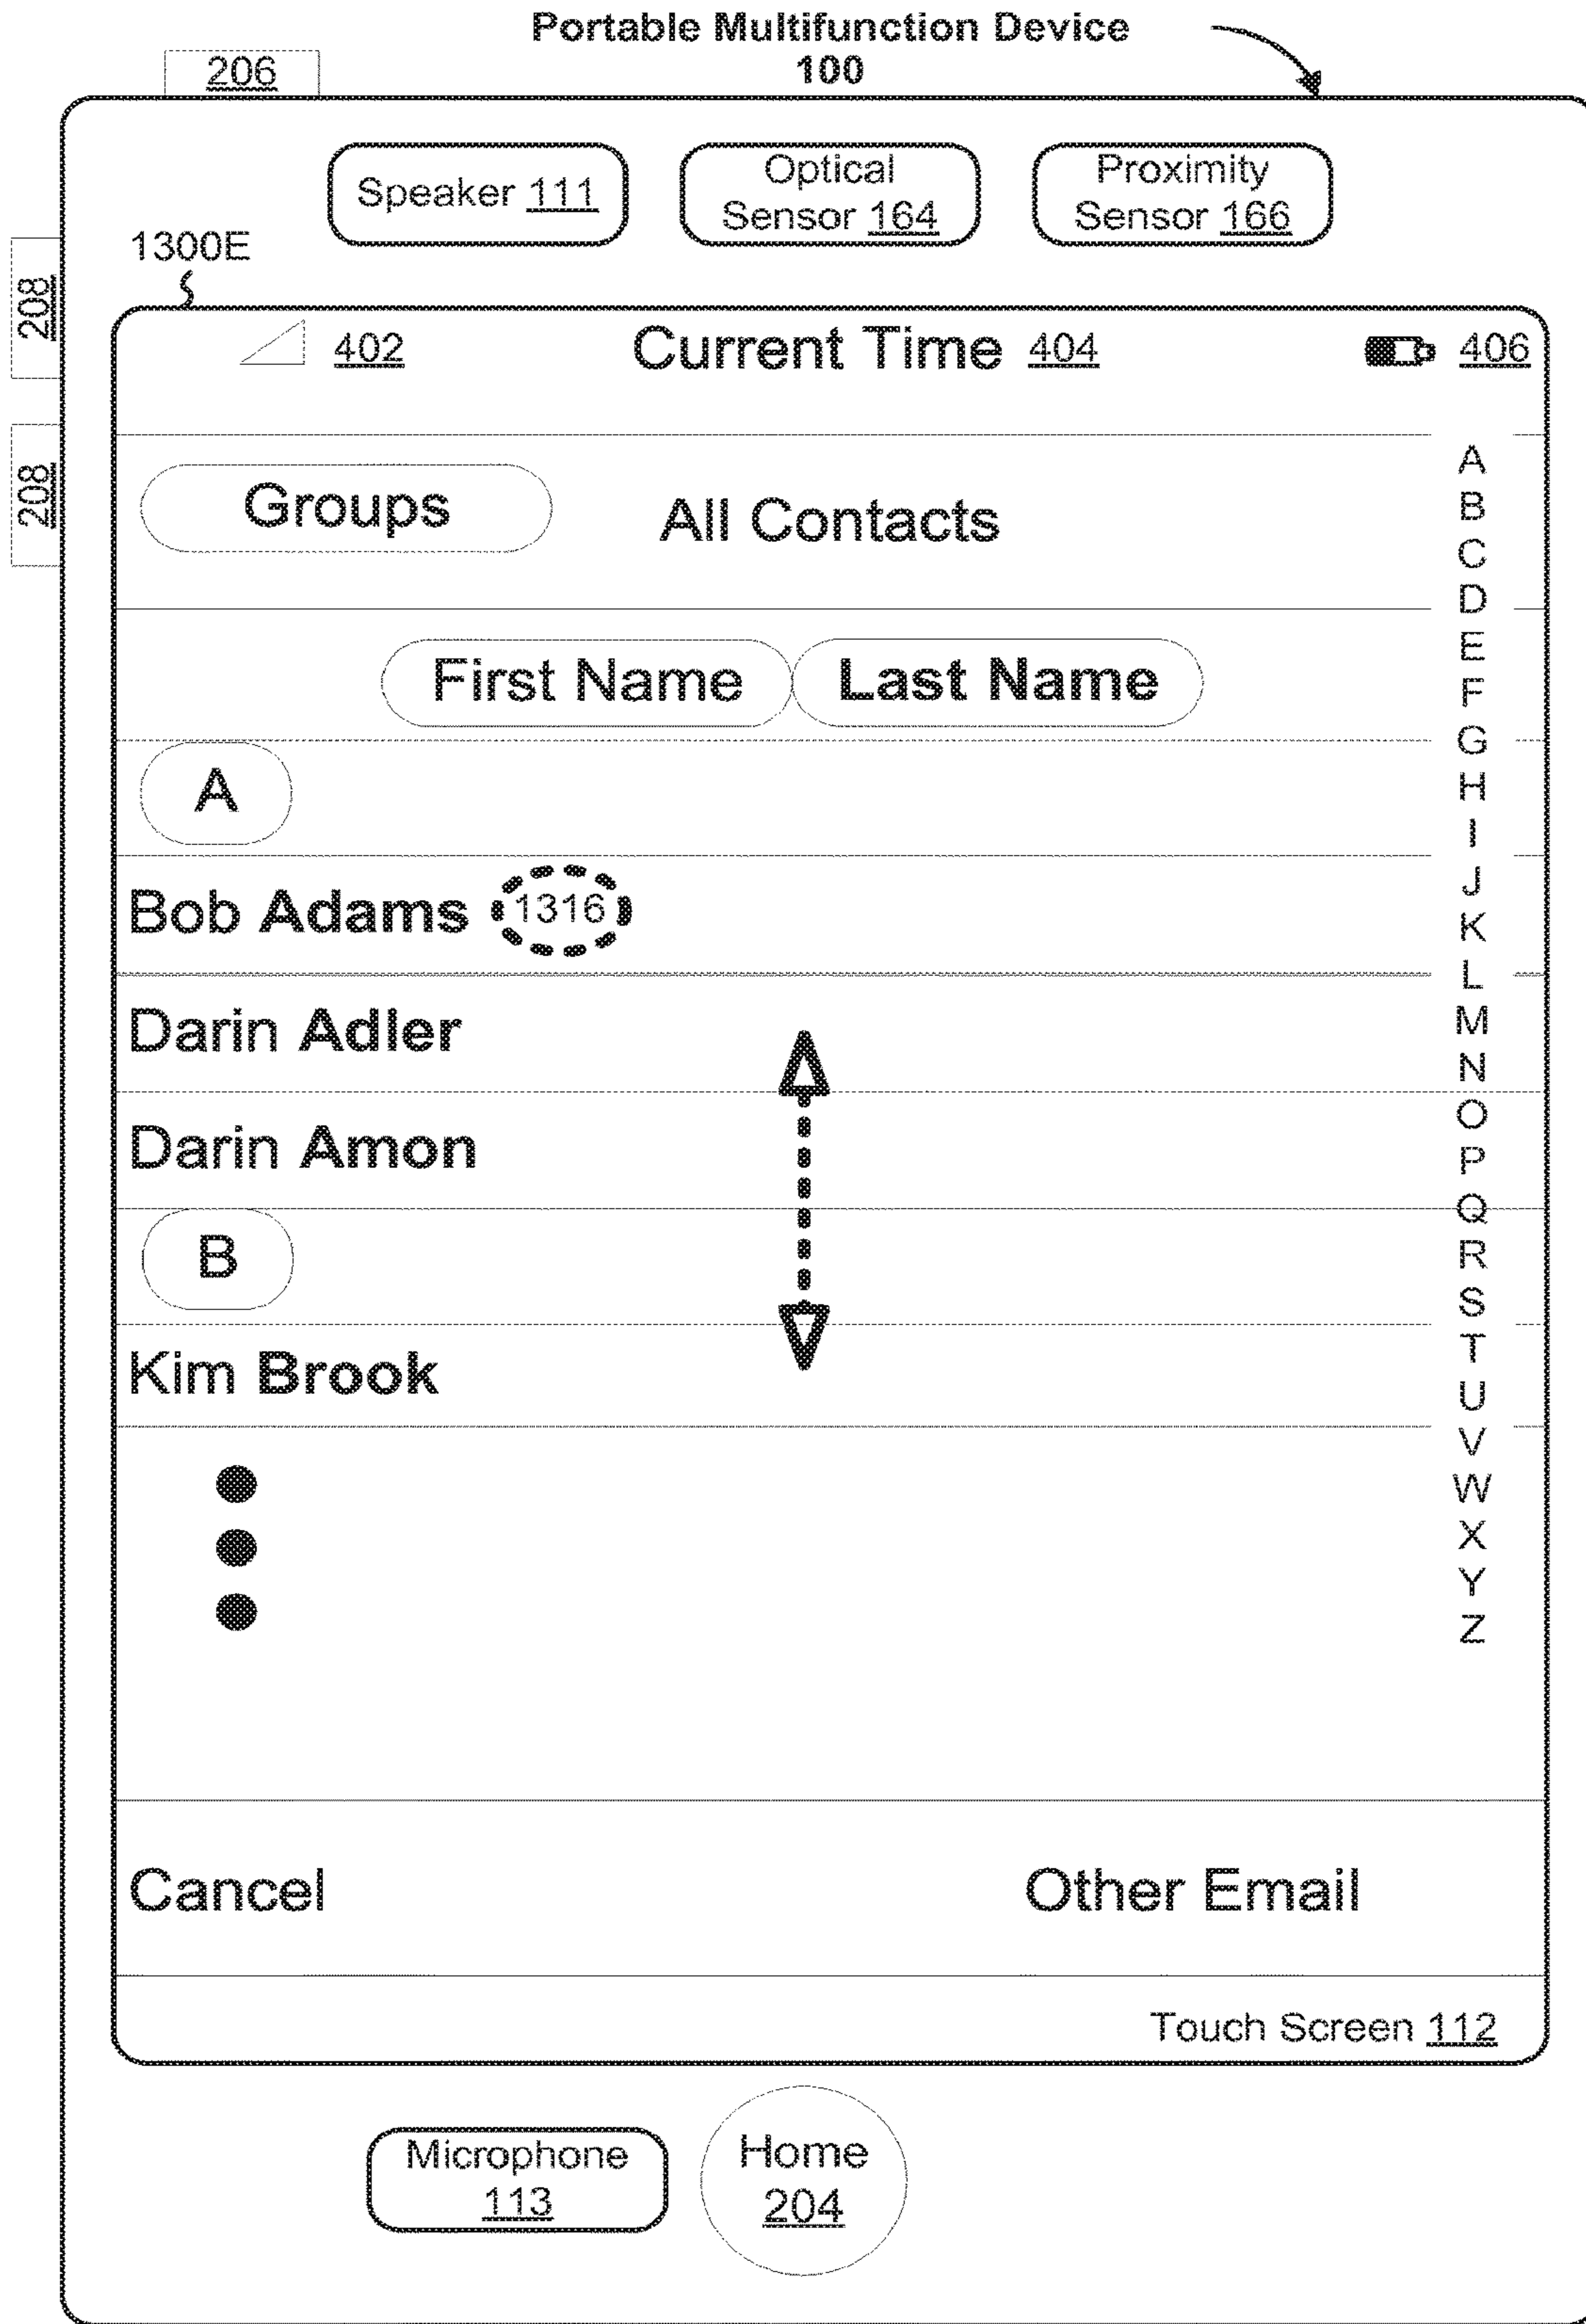 Portable Multifunction Device
100
206
Speaker 111
Optical
Sensor 164
Proximity
Sensor 166
1300E
208
208
402
Current Time 404
406
Groups
All Contacts
First Name
Last Name
A
Bob Adams
1316
Darin Adler
Darin Amon
B
Kim Brook
A
B
C
D
E
F
G
H
I
J
K
L
M
N
O
P
Q
R
S
T
U
V
W
X
Y
Z
Cancel
Other Email
Touch Screen 112
Microphone
113
Home
204